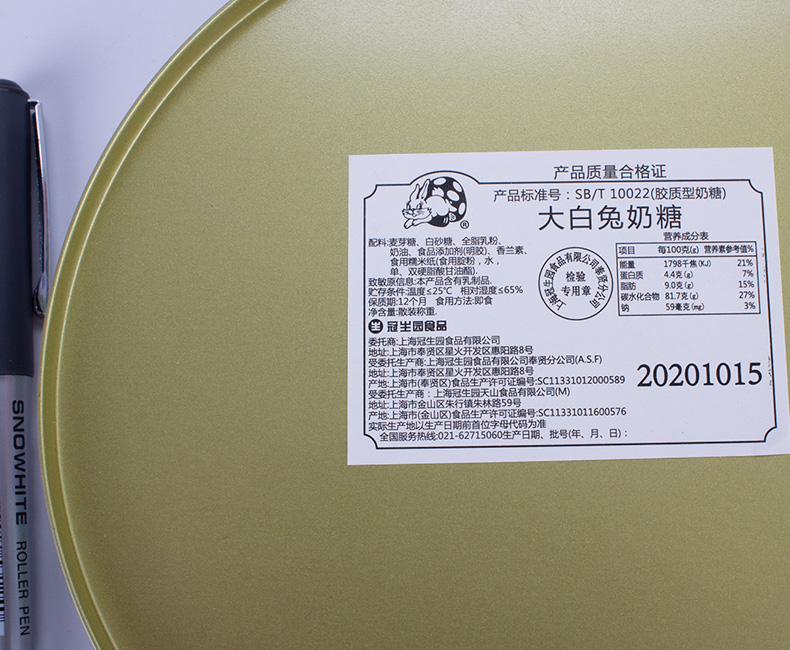 产品质量合格证
产品标准号：SB/T 10022(胶质型奶糖)
大白兔奶糖
®
配料:麦芽糖、白砂糖、全脂乳粉、
奶油、食品添加剂(明胶)、香兰素、
食用糯米纸(食用淀粉，水，
单、双硬脂酸甘油酯).
致敏原信息:本产品含有乳制品.
贮存条件:温度≤25℃ 相对湿度≤65%
保质期:12个月 食用方法:即食
净含量:散装称重.
上海冠生园食品有限公司奉贤分公司
检验
专用章
营养成分表
项目 每100克(g) 营养素参考值%
能量 1798千焦(KJ) 21%
蛋白质 4.4克(g) 7%
脂肪 9.0克(g) 15%
碳水化合物 81.7克(g) 27%
钠 59毫克(mg) 3%
冠生园食品
委托商:上海冠生园食品有限公司
地址:上海市奉贤区星火开发区惠阳路8号
受委托生产商:上海冠生园食品有限公司奉贤分公司(A.S.F)
地址:上海市奉贤区星火开发区惠阳路8号
产地:上海市(奉贤区)食品生产许可证编号:SC11331012000589
受委托生产商：上海冠生园天山食品有限公司(M)
地址:上海市金山区朱行镇朱林路59号
产地:上海市(金山区)食品生产许可证编号:SC11331011600576
实际生产地以生产日期前首位字母代码为准
全国服务热线:021-62715060生产日期、批号(年、月、日)：
20201015
SNOWHITE ROLLER PEN